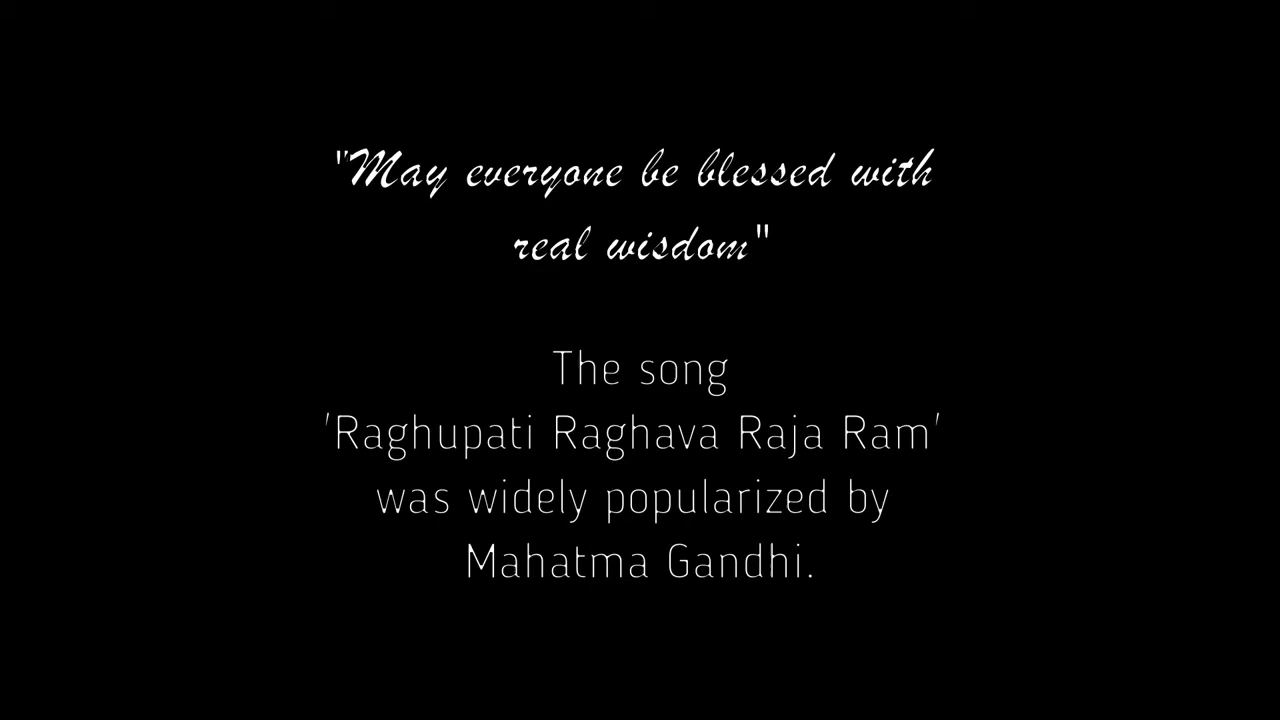 "May everyone be blessed with
real wisdom"
The song
'Raghupati Raghava Raja Ram'
was widely popularized by
Mahatma Gandhi.